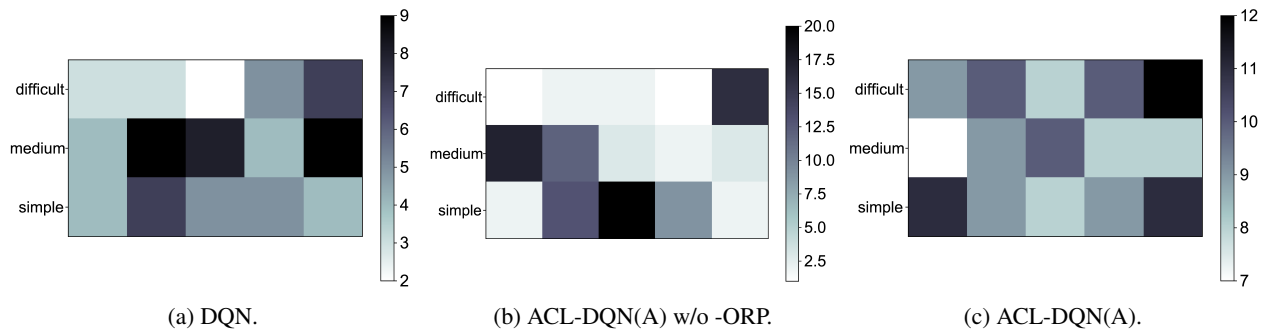 difficult
medium
simple
9
8
7
6
5
4
3
2
(a) DQN.
difficult
medium
simple
20.0
17.5
15.0
12.5
10.0
7.5
5.0
2.5
(b) ACL-DQN(A) w/o -ORP.
difficult
medium
simple
12
11
10
9
8
7
(c) ACL-DQN(A).